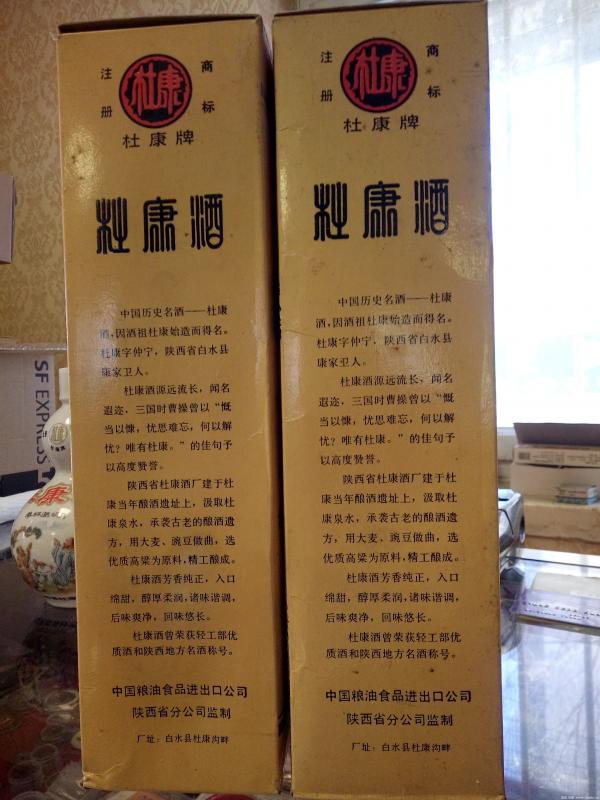 注 商
杜康
册 标
杜康牌
杜康酒
中国历史名酒——杜康
酒,因酒祖杜康始造而得名。
杜康字仲宁，陕西省白水县
康家卫人。
杜康酒源远流长，闻名
遐迩，三国时曹操曾以“慨
当以慷，忧思难忘，何以解
忧？唯有杜康。”的佳句予
以高度赞誉。
陕西省杜康酒厂建于杜
康当年酿酒遗址上，汲取杜
康泉水，承袭古老的酿酒遗
方，用大麦、豌豆做曲，选
优质高梁为原料,精工酿成。
杜康酒芳香纯正，入口
绵甜，醇厚柔润,诸味谐调，
后味爽净，回味悠长。
杜康酒曾荣获轻工部优
质酒和陕西地方名酒称号。
中国粮油食品进出口公司
陕西省分公司监制
厂址：白水县杜康沟畔
注 商
杜康
册 标
杜康牌
杜康酒
中国历史名酒——杜康
酒,因酒祖杜康始造而得名。
杜康字仲宁，陕西省白水县
康家卫人。
杜康酒源远流长，闻名
遐迩，三国时曹操曾以“慨
当以慷，忧思难忘，何以解
忧？唯有杜康。”的佳句予
以高度赞誉。
陕西省杜康酒厂建于杜
康当年酿酒遗址上，汲取杜
康泉水，承袭古老的酿酒遗
方，用大麦、豌豆做曲，选
优质高梁为原料,精工酿成。
杜康酒芳香纯正，入口
绵甜，醇厚柔润,诸味谐调，
后味爽净，回味悠长。
杜康酒曾荣获轻工部优
质酒和陕西地方名酒称号。
中国粮油食品进出口公司
陕西省分公司监制
厂址：白水县杜康沟畔
SF EXPRESS
康